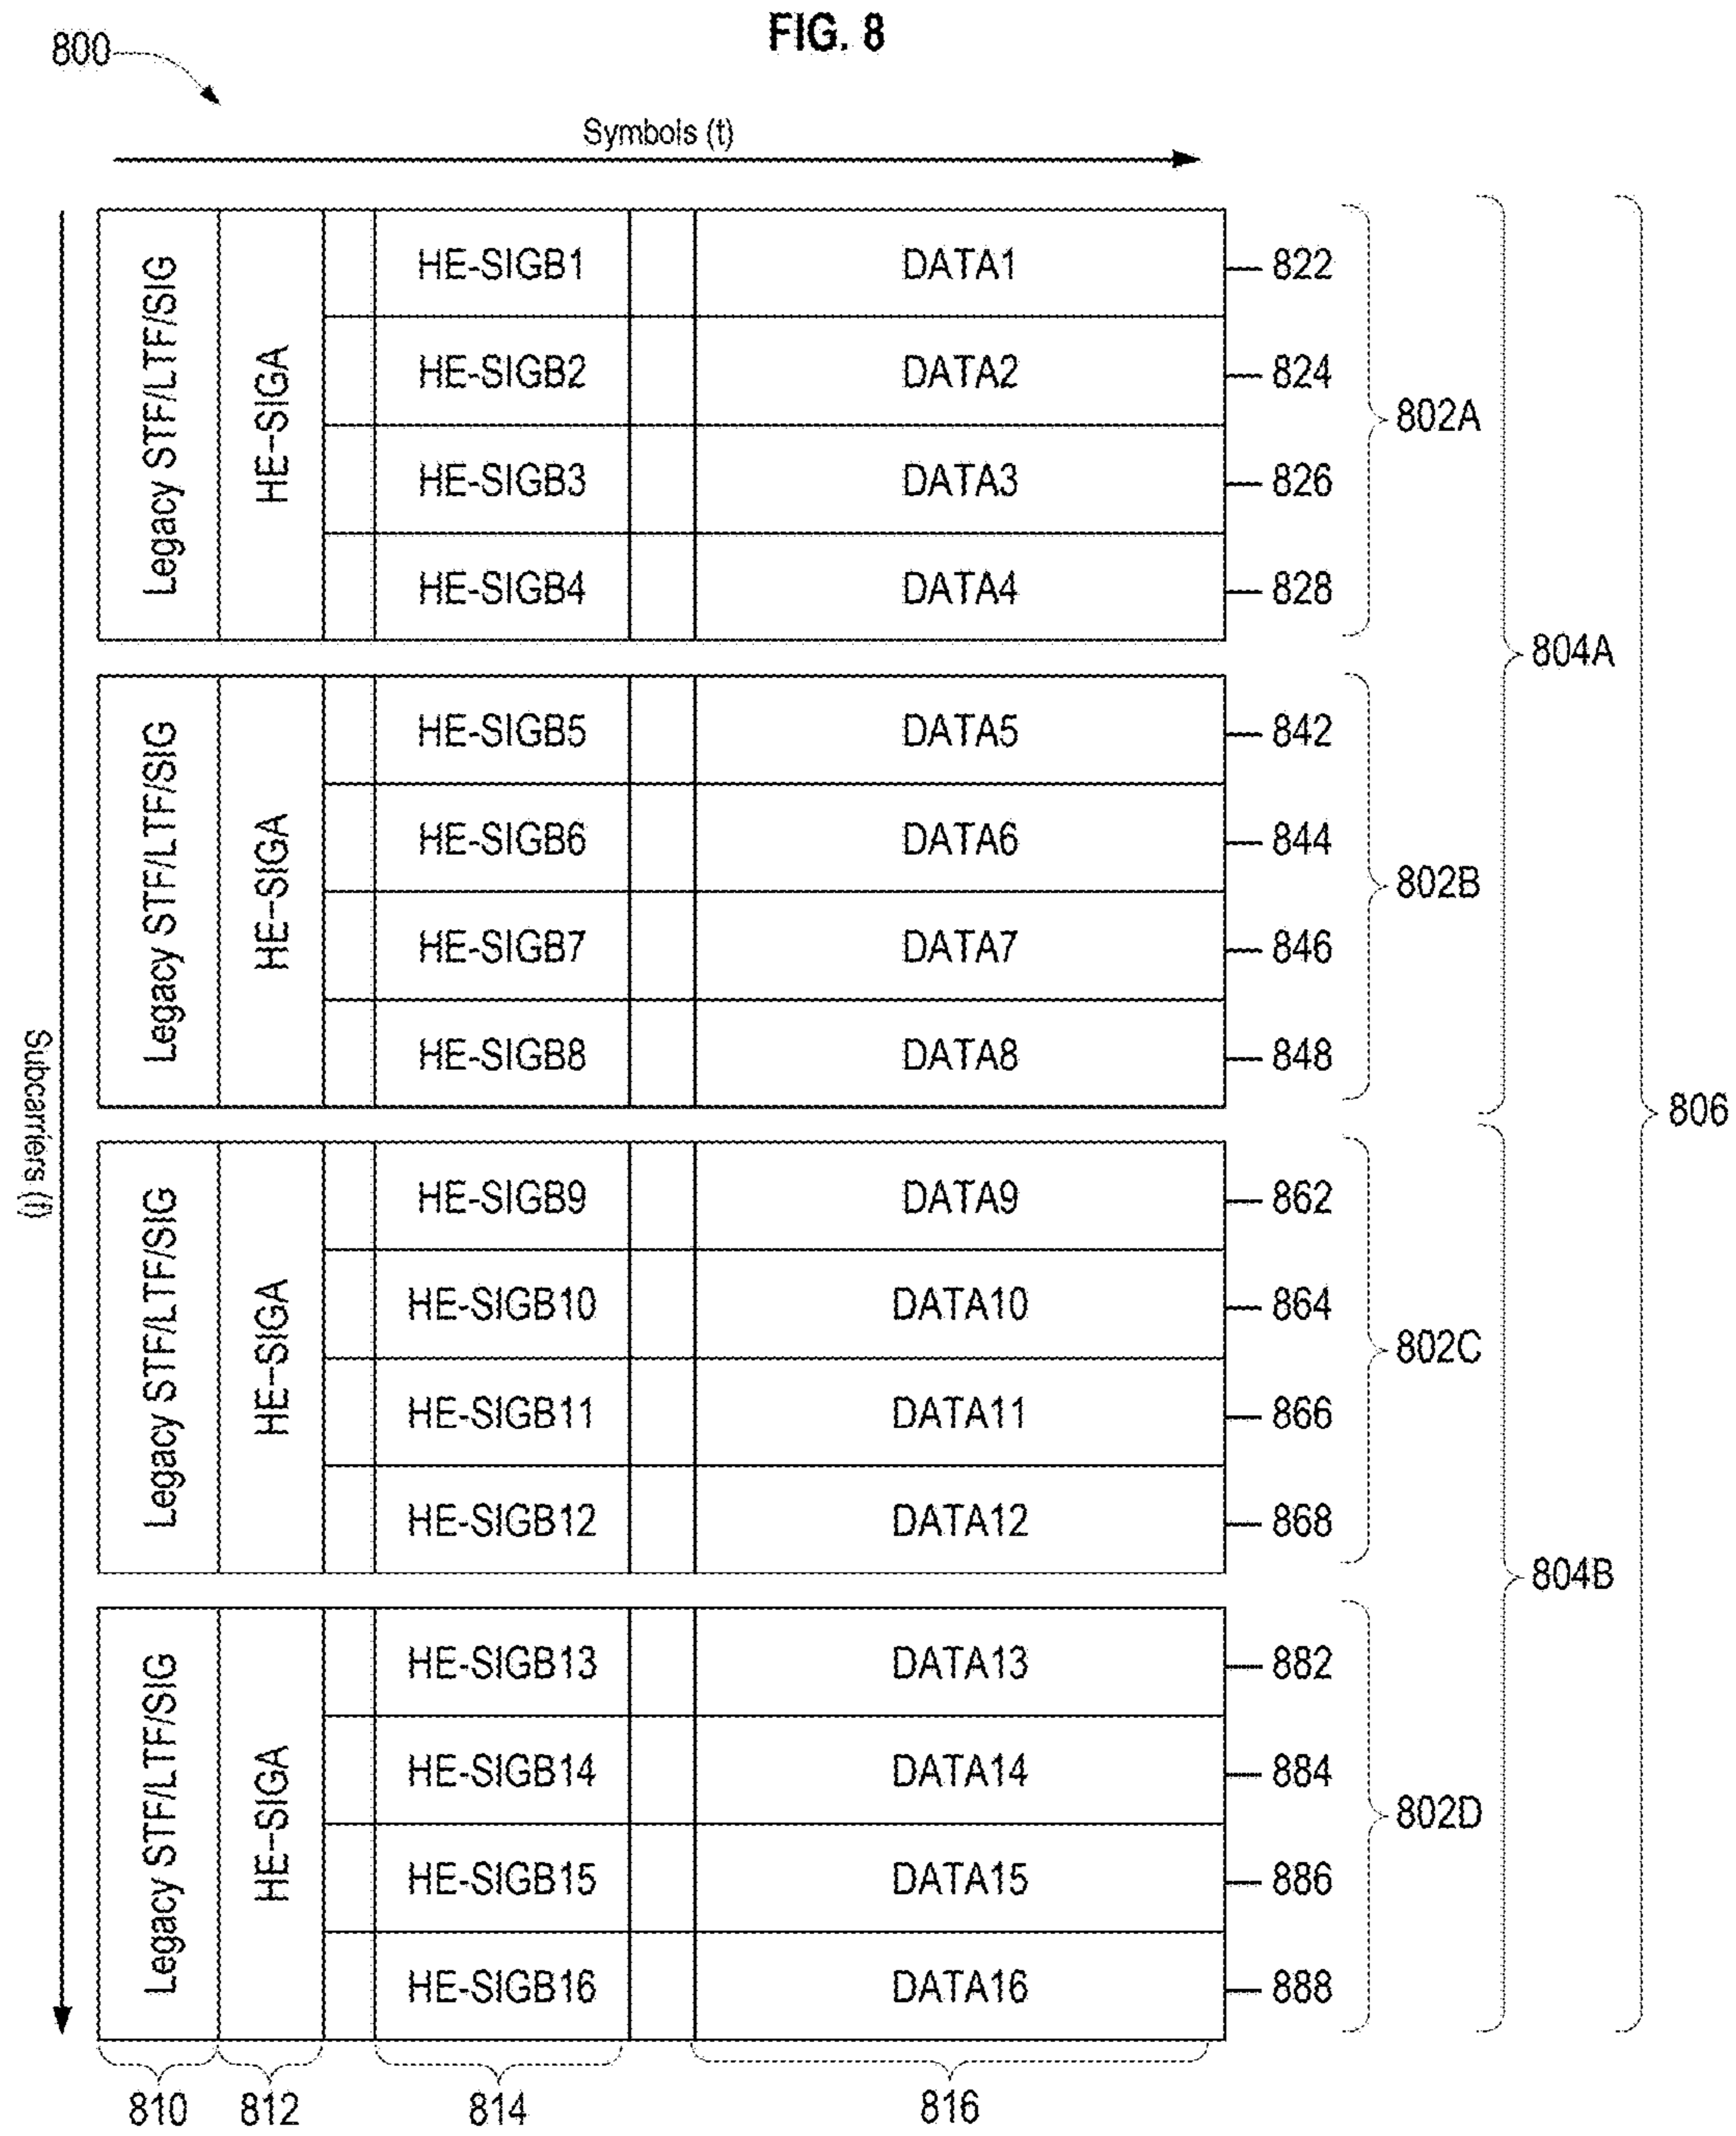 FIG. 8
800
Symbols (t)
Subcarriers (f)
Legacy STF/LTF/SIG
HE-SIGA
HE-SIGB1 DATA1 822
HE-SIGB2 DATA2 824
HE-SIGB3 DATA3 826
HE-SIGB4 DATA4 828
802A
804A
Legacy STF/LTF/SIG
HE-SIGA
HE-SIGB5 DATA5 842
HE-SIGB6 DATA6 844
HE-SIGB7 DATA7 846
HE-SIGB8 DATA8 848
802B
806
Legacy STF/LTF/SIG
HE-SIGA
HE-SIGB9 DATA9 862
HE-SIGB10 DATA10 864
HE-SIGB11 DATA11 866
HE-SIGB12 DATA12 868
802C
804B
Legacy STF/LTF/SIG
HE-SIGA
HE-SIGB13 DATA13 882
HE-SIGB14 DATA14 884
HE-SIGB15 DATA15 886
HE-SIGB16 DATA16 888
802D
810 812 814 816